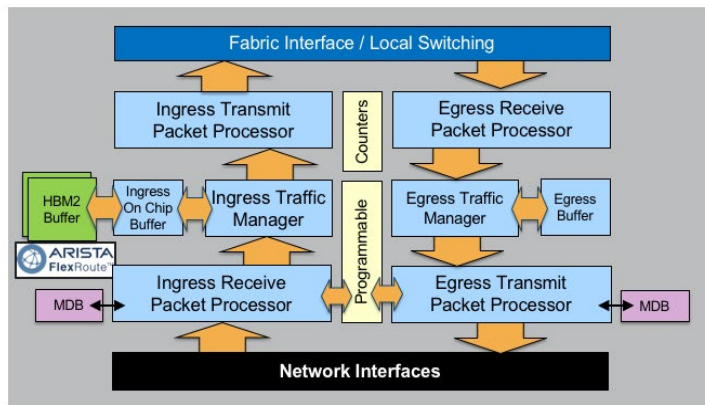 Fabric Interface / Local Switching
Ingress Transmit
Packet Processor
Counters
Egress Receive
Packet Processor
HBM2
Buffer
Ingress
On Chip
Buffer
Ingress Traffic
Manager
Programmable
Egress Traffic
Manager
Egress
Buffer
ARISTA
FlexRoute™
MDB
Ingress Receive
Packet Processor
Egress Transmit
Packet Processor
MDB
Network Interfaces